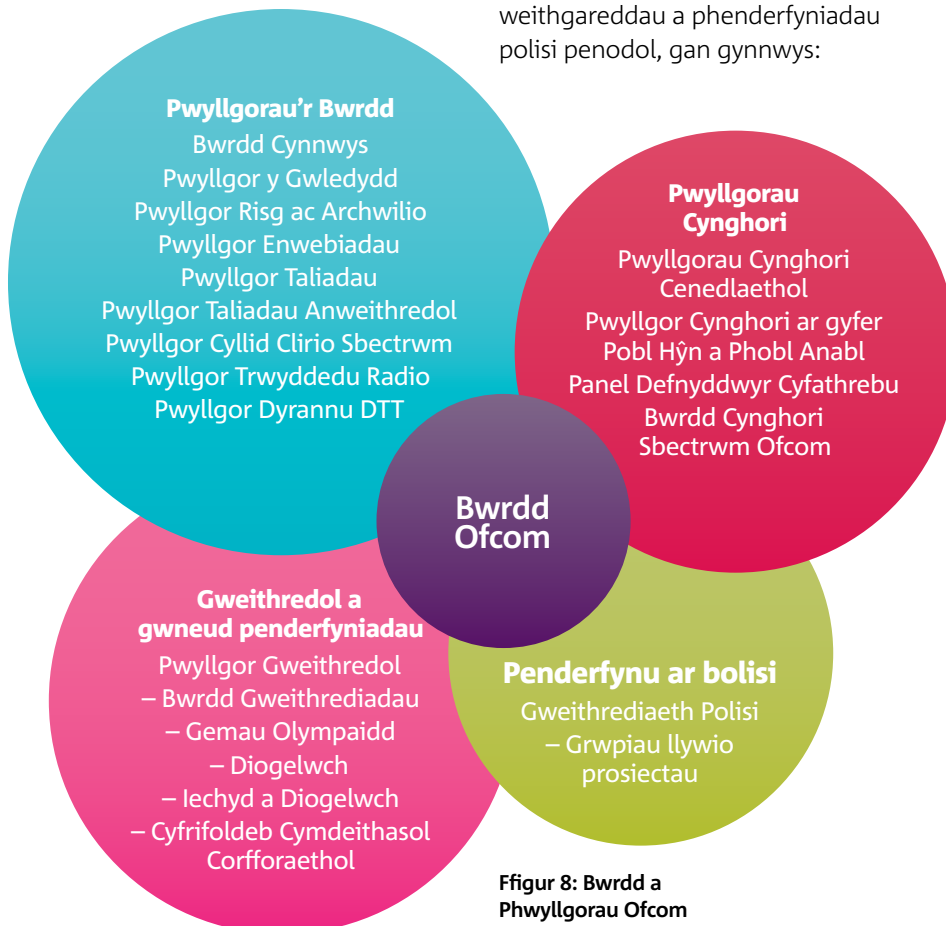 weithgareddau a phenderfyniadau
polisi penodol, gan gynnwys:
Pwyllgorau'r Bwrdd
Bwrdd Cynnwys
Pwyllgor y Gwledydd
Pwyllgor Risg ac Archwilio
Pwyllgor Enwebiadau
Pwyllgor Taliadau
Pwyllgor Taliadau Anweithredol
Pwyllgor Cyllid Clirio Sbectrwm
Pwyllgor Trwyddedu Radio
Pwyllgor Dyrannu DTT
Pwyllgorau
Cynghori
Pwyllgorau Cynghori
Cenedlaethol
Pwyllgor Cynghori ar gyfer
Pobl Hŷn a Phobl Anabl
Panel Defnyddwyr Cyfathrebu
Bwrdd Cynghori
Sbectrwm Ofcom
Bwrdd
Ofcom
Gweithredol a
gwneud penderfyniadau
Pwyllgor Gweithredol
– Bwrdd Gweithrediadau
– Gemau Olympaidd
– Diogelwch
– Iechyd a Diogelwch
– Cyfrifoldeb Cymdeithasol
Corfforaethol
Penderfynu ar bolisi
Gweithrediaeth Polisi
– Grwpiau llywio
prosiectau
Ffigur 8: Bwrdd a
Phwyllgorau Ofcom